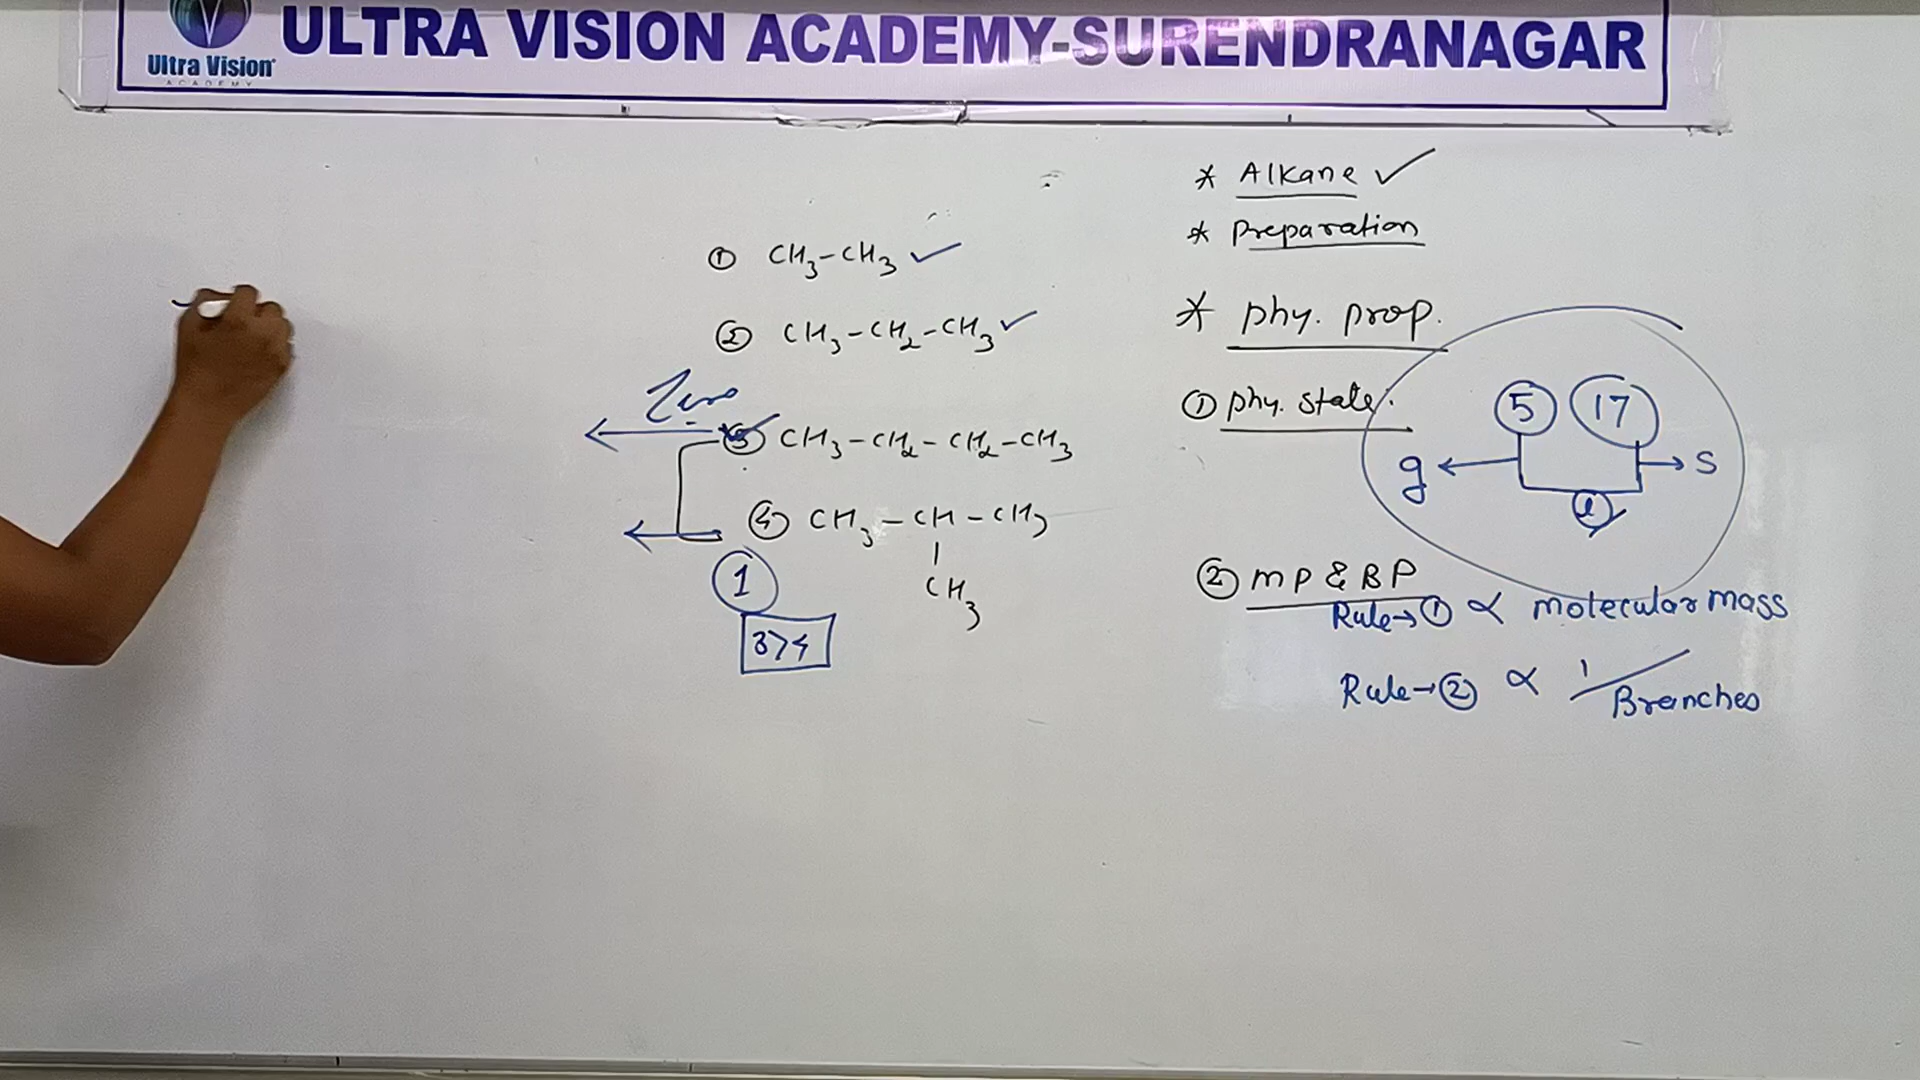 ULTRA VISION ACADEMY-SURENDRANAGAR
Ultra Vision
ACADEMY
① CH₃-CH₃ ✓
② CH₃-CH₂-CH₃ ✓
Zero
③ CH₃-CH₂-CH₂-CH₃
④ CH₃-CH-CH₃
|
CH₃
1
3>4
* Alkane ✓
* Preparation
* Phy. prop.
① Phy. state.
5 17
g ← → S
l
② MP & BP
Rule→① ∝ molecular mass
Rule→② ∝ 1/Branches